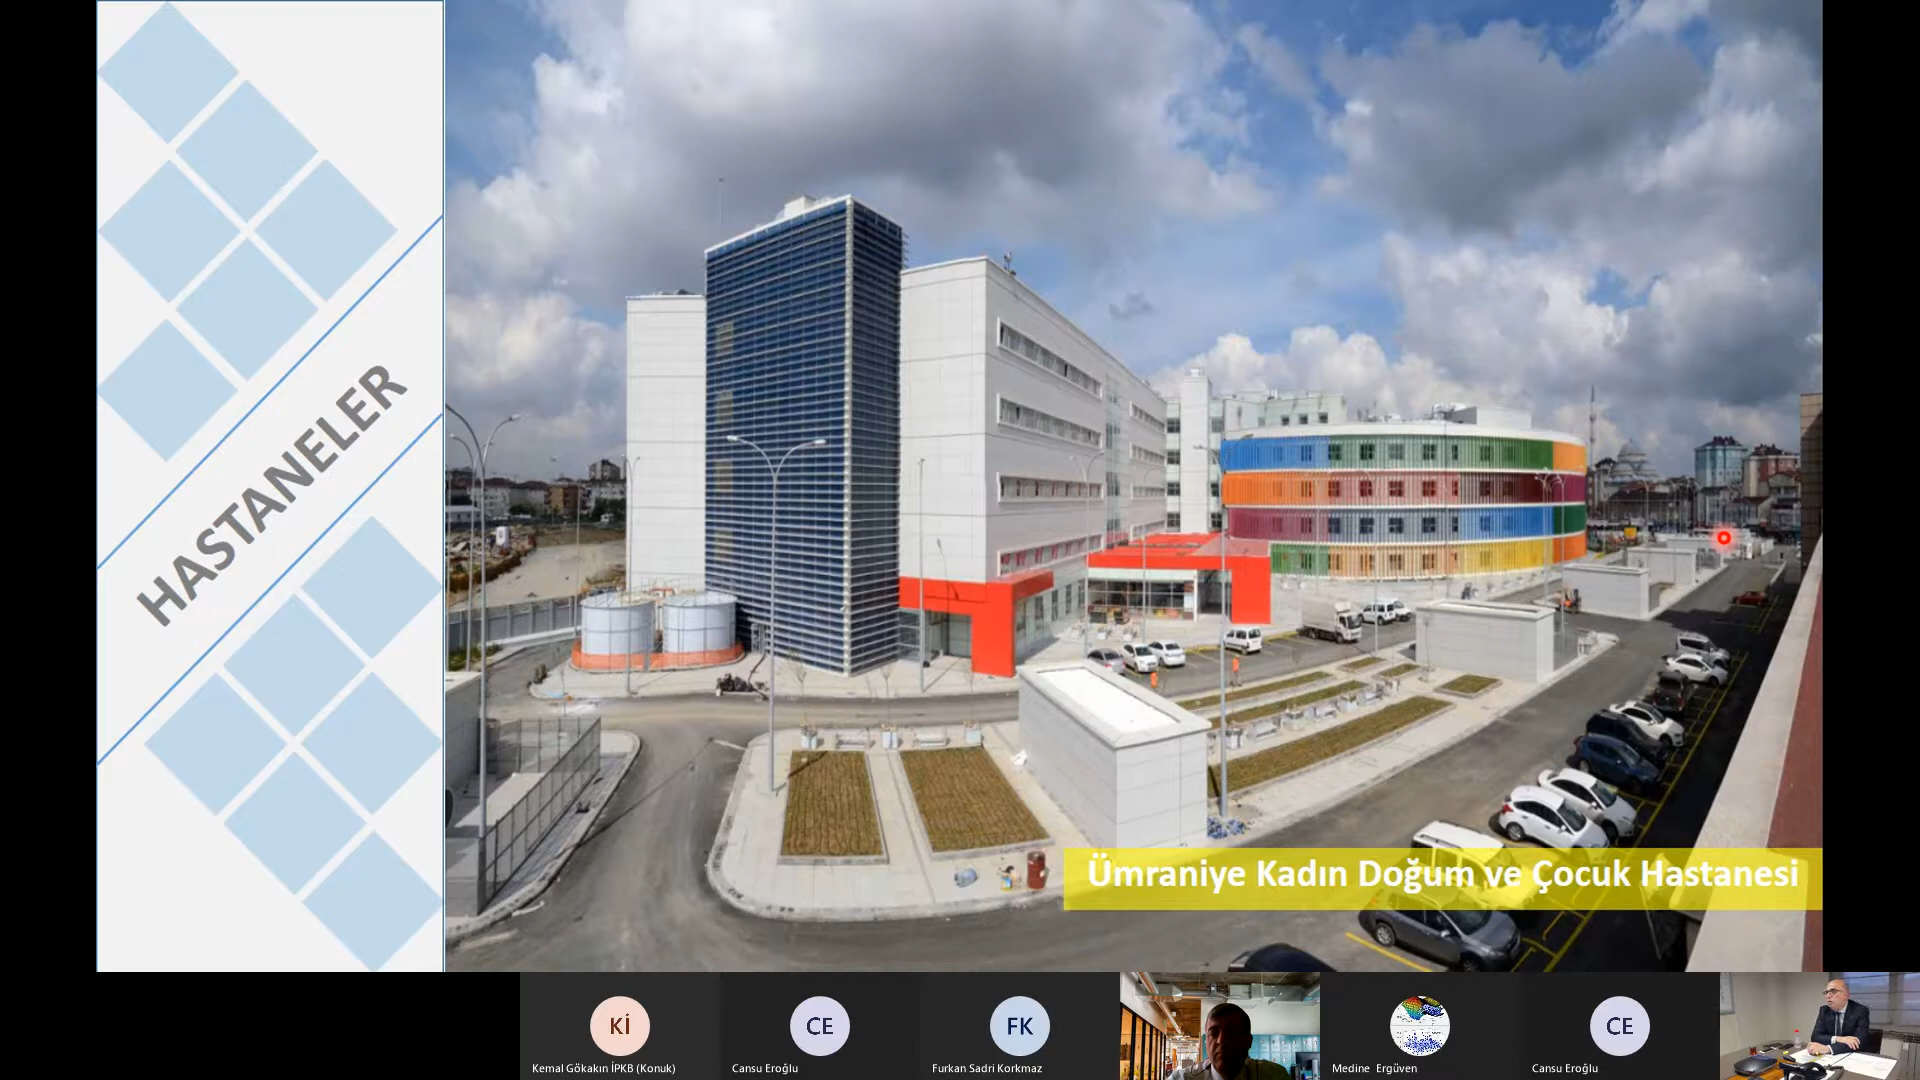 HASTANELER
Ümraniye Kadın Doğum ve Çocuk Hastanesi
Kİ
CE
FK
CE
Kemal Gökakın İPKB (Konuk)
Cansu Eroğlu
Furkan Sadri Korkmaz
Medine Ergüven
Cansu Eroğlu